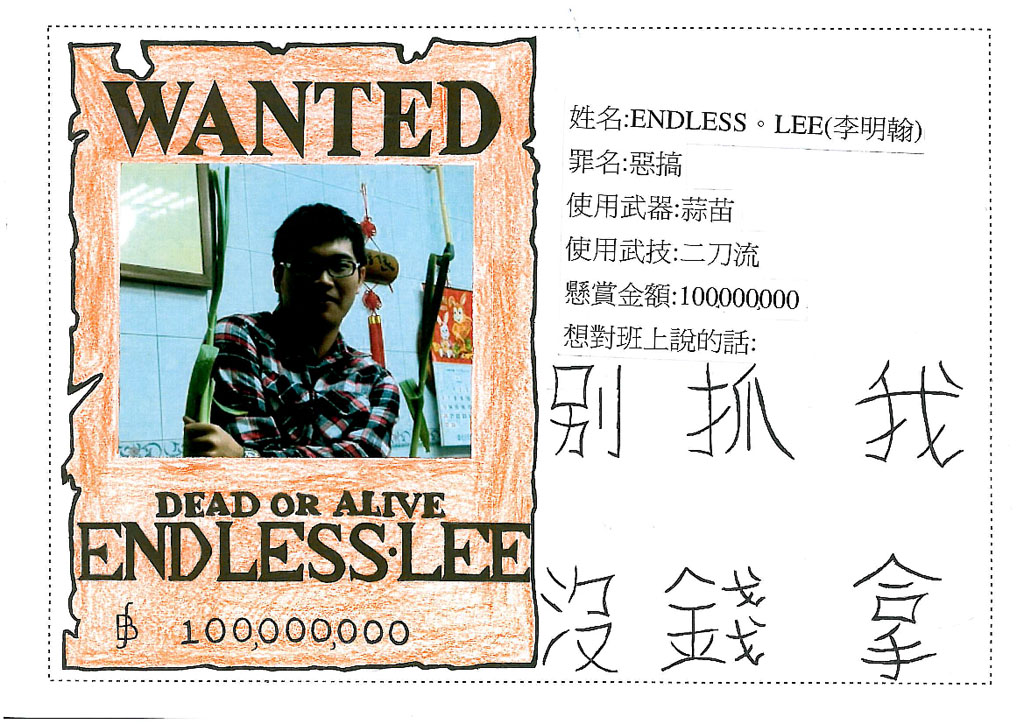 WANTED
DEAD OR ALIVE
ENDLESS·LEE
฿ 100,000,000
姓名:ENDLESS。LEE(李明翰)
罪名:惡搞
使用武器:蒜苗
使用武技:二刀流
懸賞金額:100,000,000
想對班上說的話:
別抓我
沒錢拿